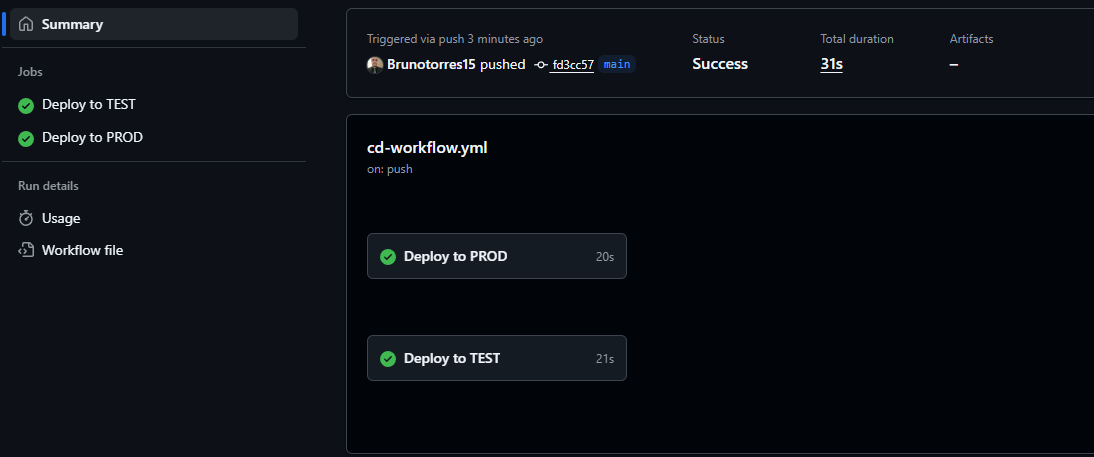 Summary
Jobs
Deploy to TEST
Deploy to PROD
Run details
Usage
Workflow file
Triggered via push 3 minutes ago
Brunotorres15 pushed fd3cc57 main
Status
Success
Total duration
31s
Artifacts
–
cd-workflow.yml
on: push
Deploy to PROD 20s
Deploy to TEST 21s